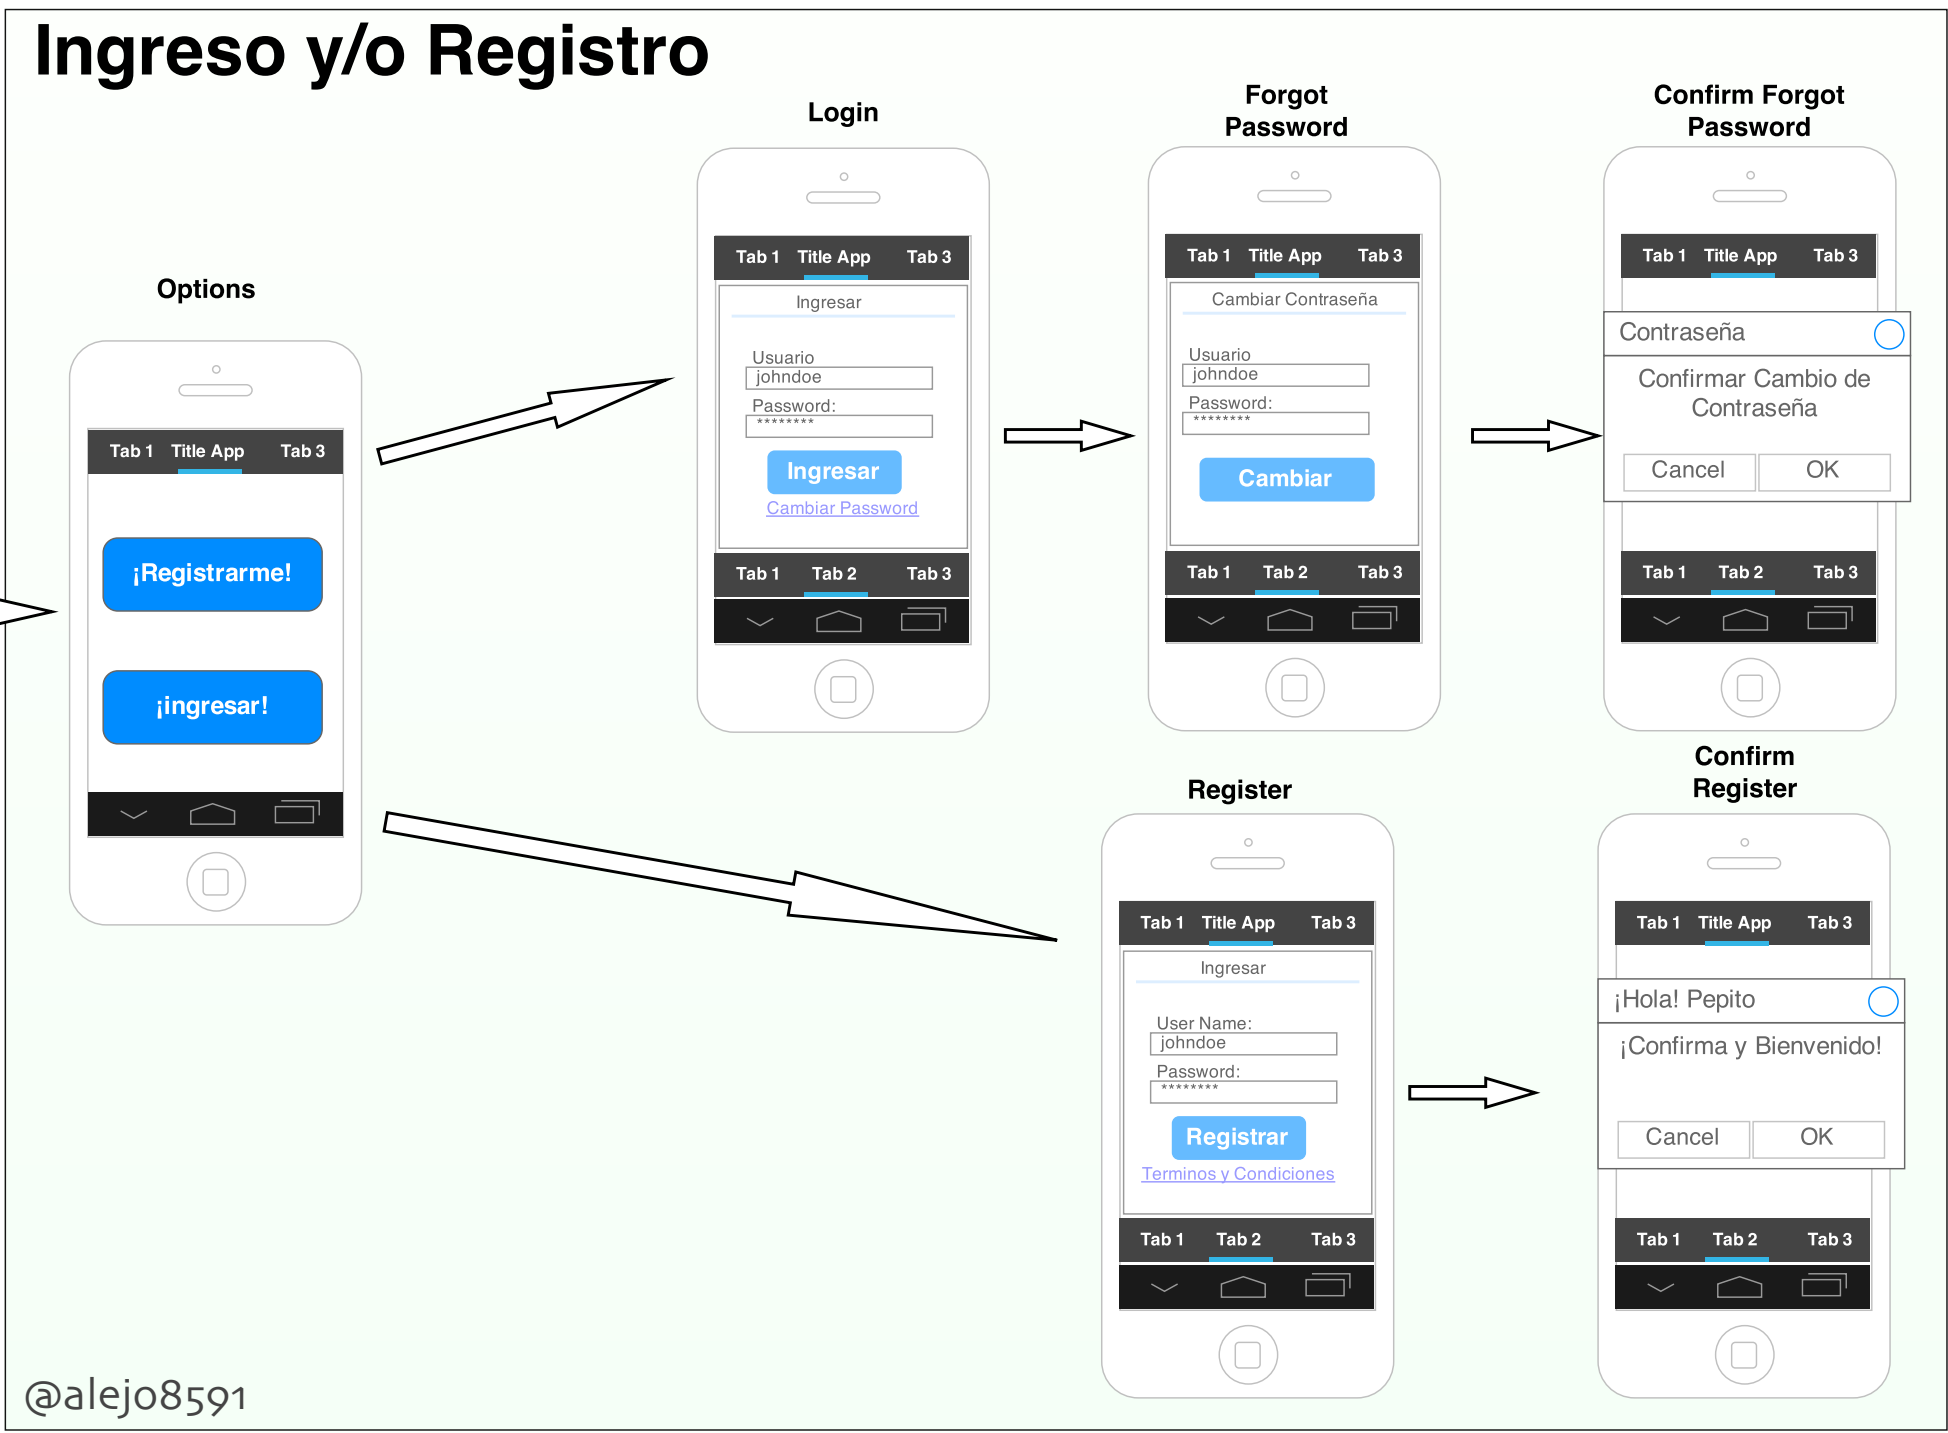 Ingreso y/o Registro
Options
Tab 1 Title App Tab 3
¡Registrarme!
¡ingresar!
Login
Tab 1 Title App Tab 3
Ingresar
Usuario
johndoe
Password:
********
Ingresar
Cambiar Password
Tab 1 Tab 2 Tab 3
Forgot
Password
Tab 1 Title App Tab 3
Cambiar Contraseña
Usuario
johndoe
Password:
********
Cambiar
Tab 1 Tab 2 Tab 3
Confirm Forgot
Password
Tab 1 Title App Tab 3
Contraseña
Confirmar Cambio de
Contraseña
Cancel OK
Tab 1 Tab 2 Tab 3
Register
Tab 1 Title App Tab 3
Ingresar
User Name:
johndoe
Password:
********
Registrar
Terminos y Condiciones
Tab 1 Tab 2 Tab 3
Confirm
Register
Tab 1 Title App Tab 3
¡Hola! Pepito
¡Confirma y Bienvenido!
Cancel OK
Tab 1 Tab 2 Tab 3
@alejo8591